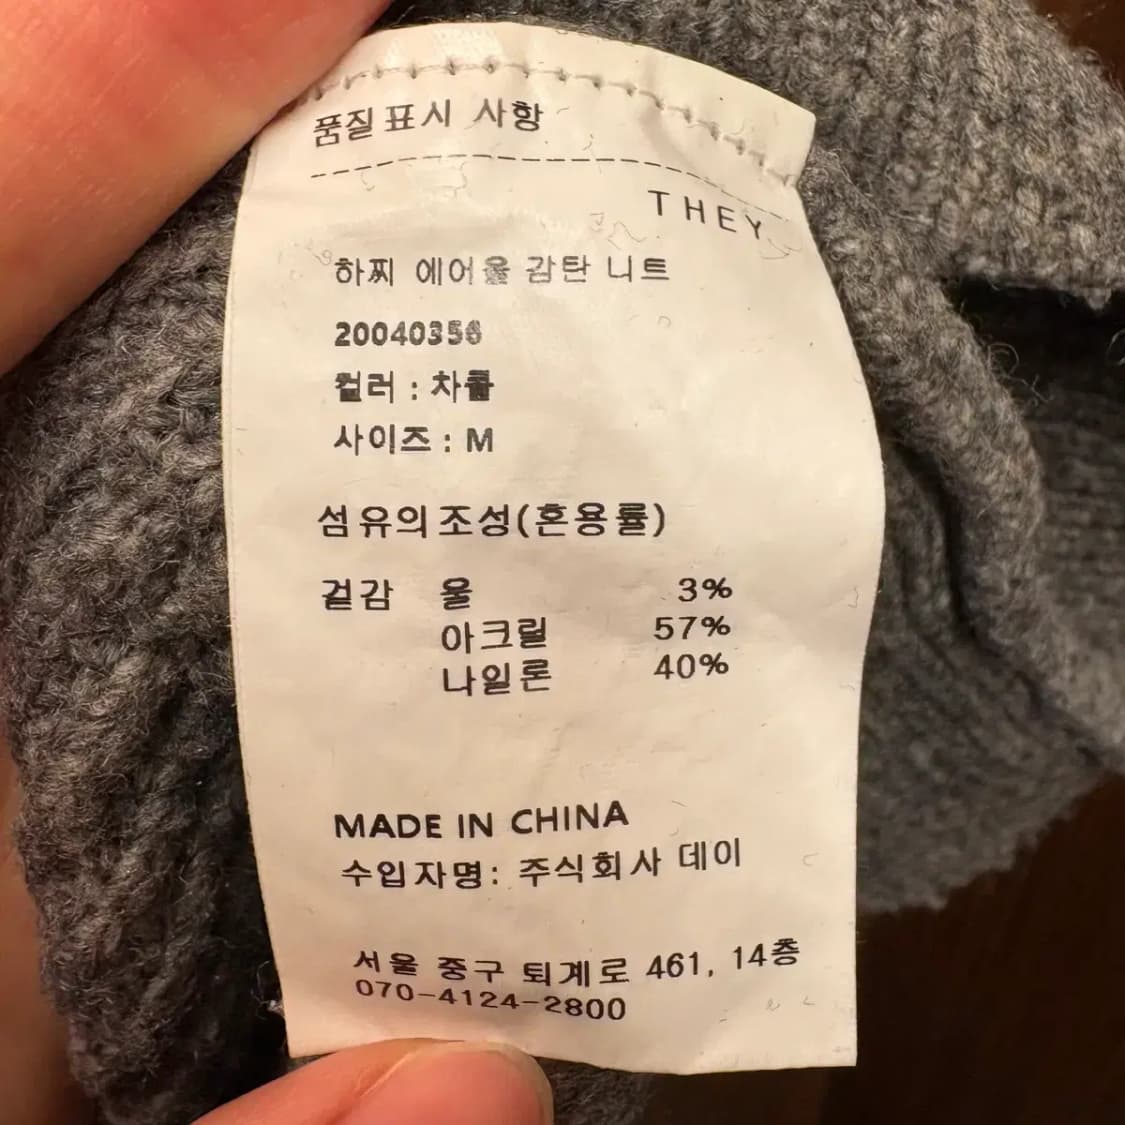 품질표시 사항
THEY
하찌 에어울 감탄 니트
20040356
컬러 : 차콜
사이즈 : M
섬유의조성(혼용률)
겉감 울 3%
아크릴 57%
나일론 40%
MADE IN CHINA
수입자명: 주식회사 데이
서울 중구 퇴계로 461, 14층
070-4124-2800